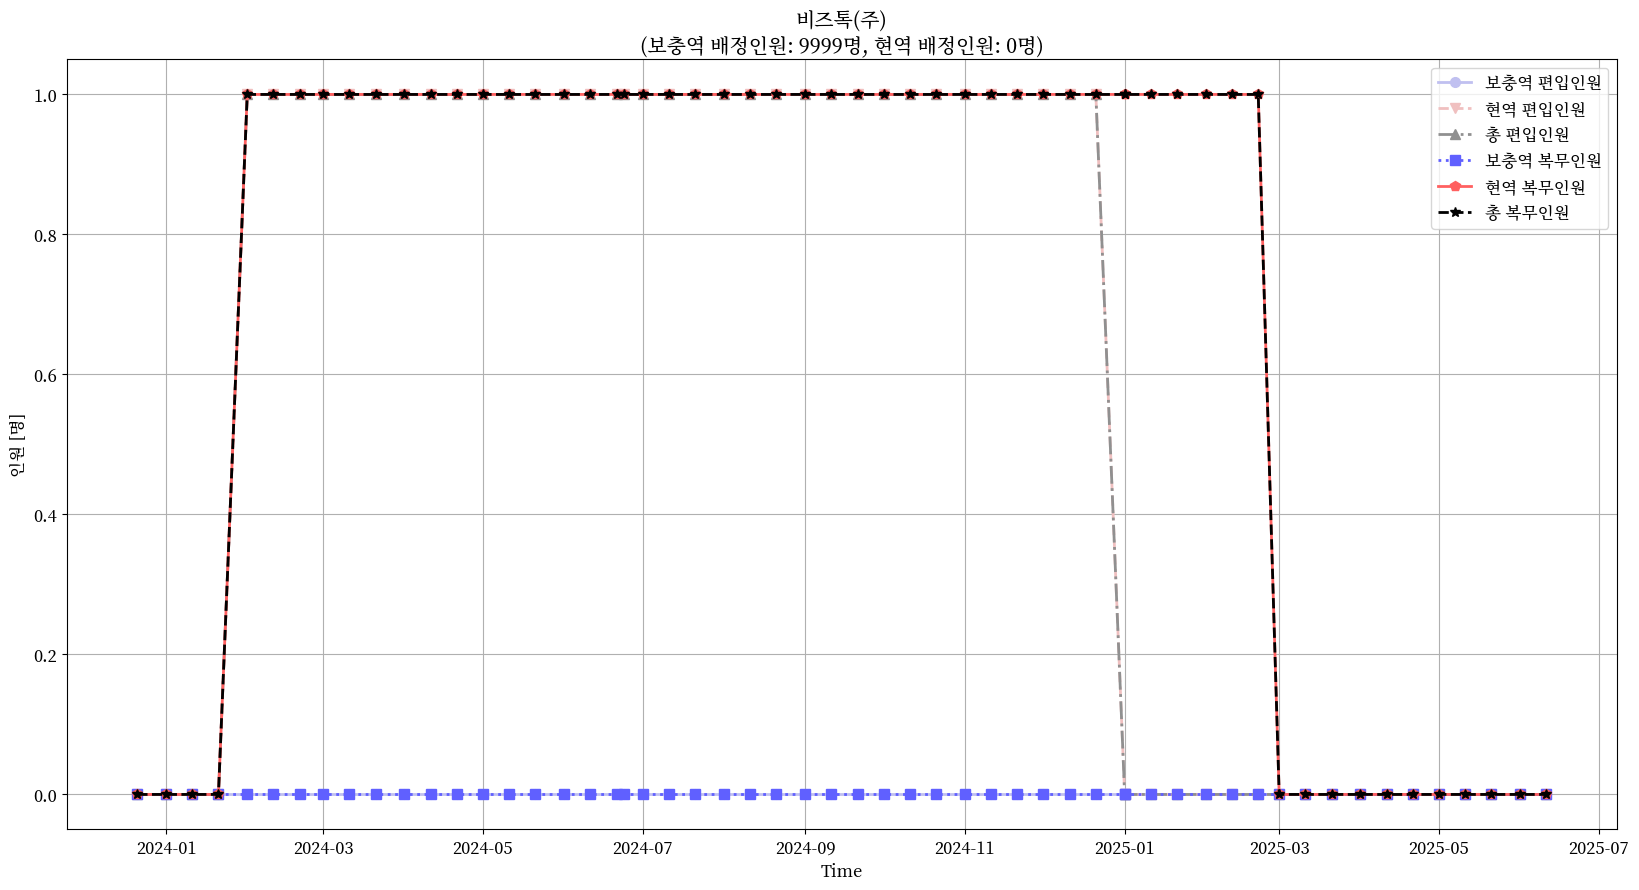 비즈톡(주)
(보충역 배정인원: 9999명, 현역 배정인원: 0명)
보충역 편입인원
현역 편입인원
총 편입인원
보충역 복무인원
현역 복무인원
총 복무인원
인원 [명]
1.0
0.8
0.6
0.4
0.2
0.0
2024-01
2024-03
2024-05
2024-07
2024-09
2024-11
2025-01
2025-03
2025-05
2025-07
Time